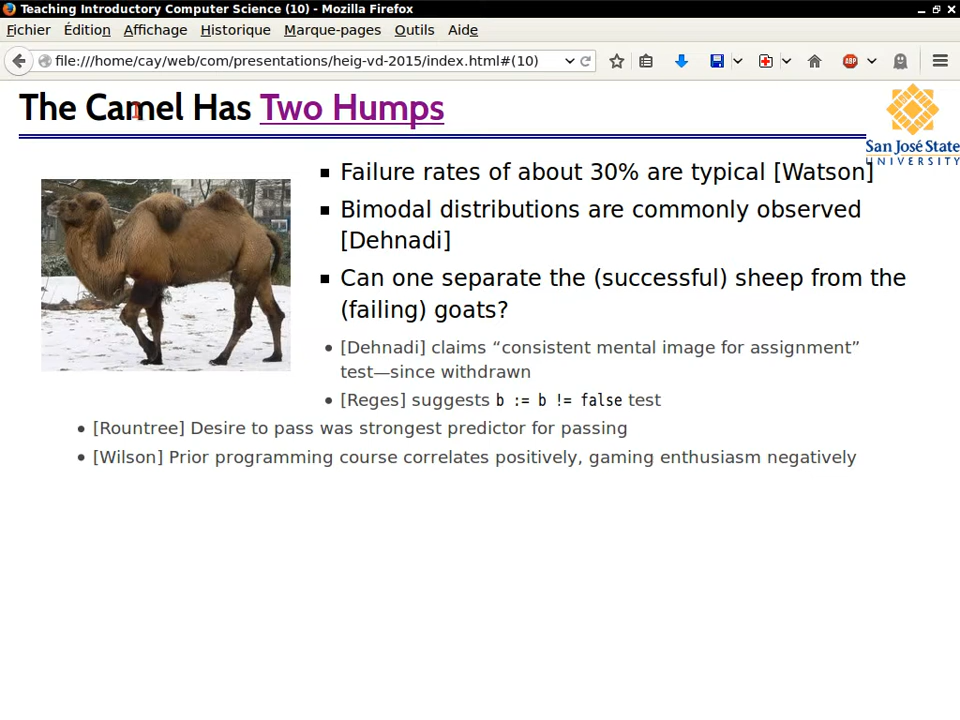 Teaching Introductory Computer Science (10) - Mozilla Firefox
Fichier Édition Affichage Historique Marque-pages Outils Aide
file:///home/cay/web/com/presentations/heig-vd-2015/index.html#(10)
ABP
The Camel Has Two Humps
San José State
UNIVERSITY
Failure rates of about 30% are typical [Watson]
Bimodal distributions are commonly observed
[Dehnadi]
Can one separate the (successful) sheep from the
(failing) goats?
[Dehnadi] claims “consistent mental image for assignment”
test—since withdrawn
[Reges] suggests b := b != false test
[Rountree] Desire to pass was strongest predictor for passing
[Wilson] Prior programming course correlates positively, gaming enthusiasm negatively